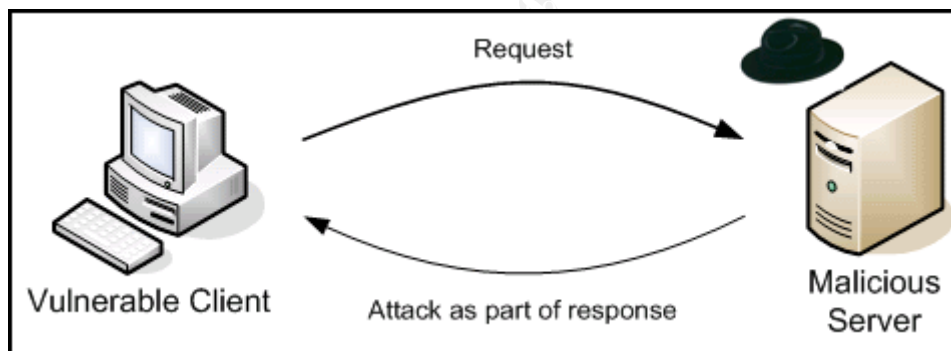 Request
Vulnerable Client
Attack as part of response
Malicious
Server